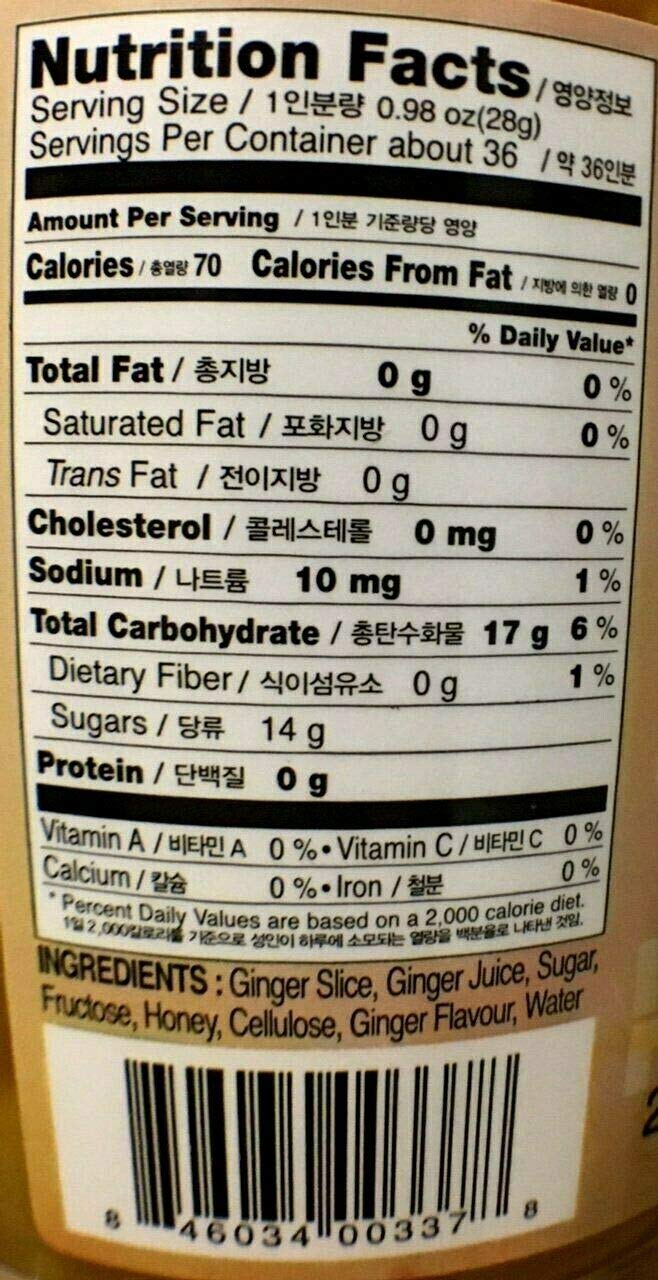 Nutrition Facts / 영양정보
Serving Size / 1인분량 0.98 oz(28g)
Servings Per Container about 36 / 약 36인분
Amount Per Serving / 1인분 기준량당 영양
Calories / 총열량 70 Calories From Fat / 지방에 의한 열량 0
% Daily Value*
Total Fat / 총지방 0 g 0 %
Saturated Fat / 포화지방 0 g 0 %
Trans Fat / 전이지방 0 g
Cholesterol / 콜레스테롤 0 mg 0 %
Sodium / 나트륨 10 mg 1 %
Total Carbohydrate / 총탄수화물 17 g 6 %
Dietary Fiber / 식이섬유소 0 g 1 %
Sugars / 당류 14 g
Protein / 단백질 0 g
Vitamin A / 비타민 A 0 % • Vitamin C / 비타민 C 0 %
Calcium / 칼슘 0 % • Iron / 철분 0 %
* Percent Daily Values are based on a 2,000 calorie diet.
1일 2,000칼로리를 기준으로 성인이 하루에 소모되는 열량을 백분율로 나타낸 것임.
INGREDIENTS : Ginger Slice, Ginger Juice, Sugar,
Fructose, Honey, Cellulose, Ginger Flavour, Water
8 46034 00337 8